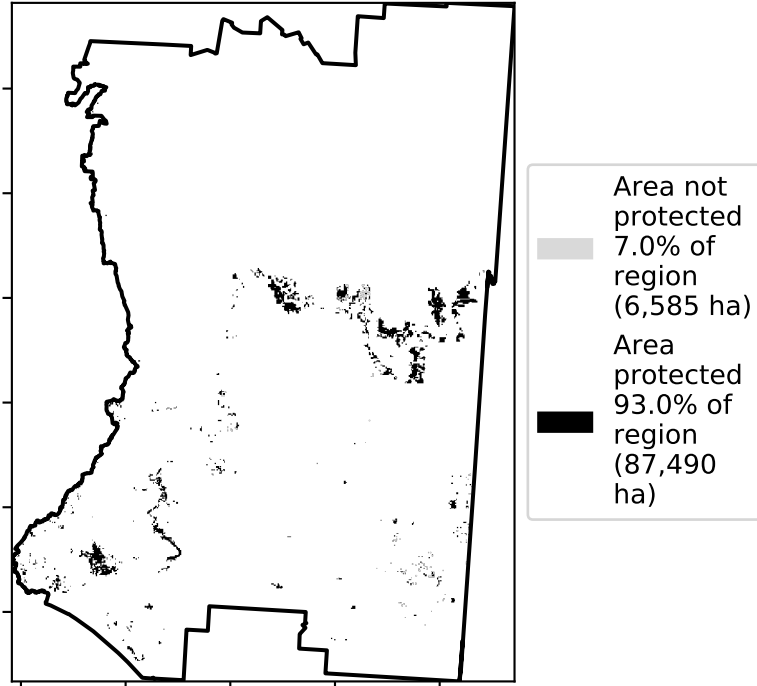 Area not
protected
7.0% of
region
(6,585 ha)
Area
protected
93.0% of
region
(87,490
ha)